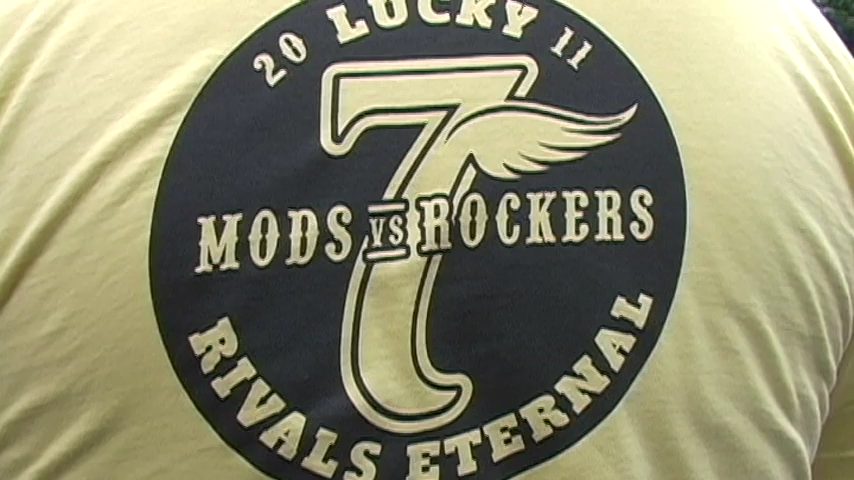 LUCKY
20 11
7
MODS VS ROCKERS
RIVALS ETERNAL